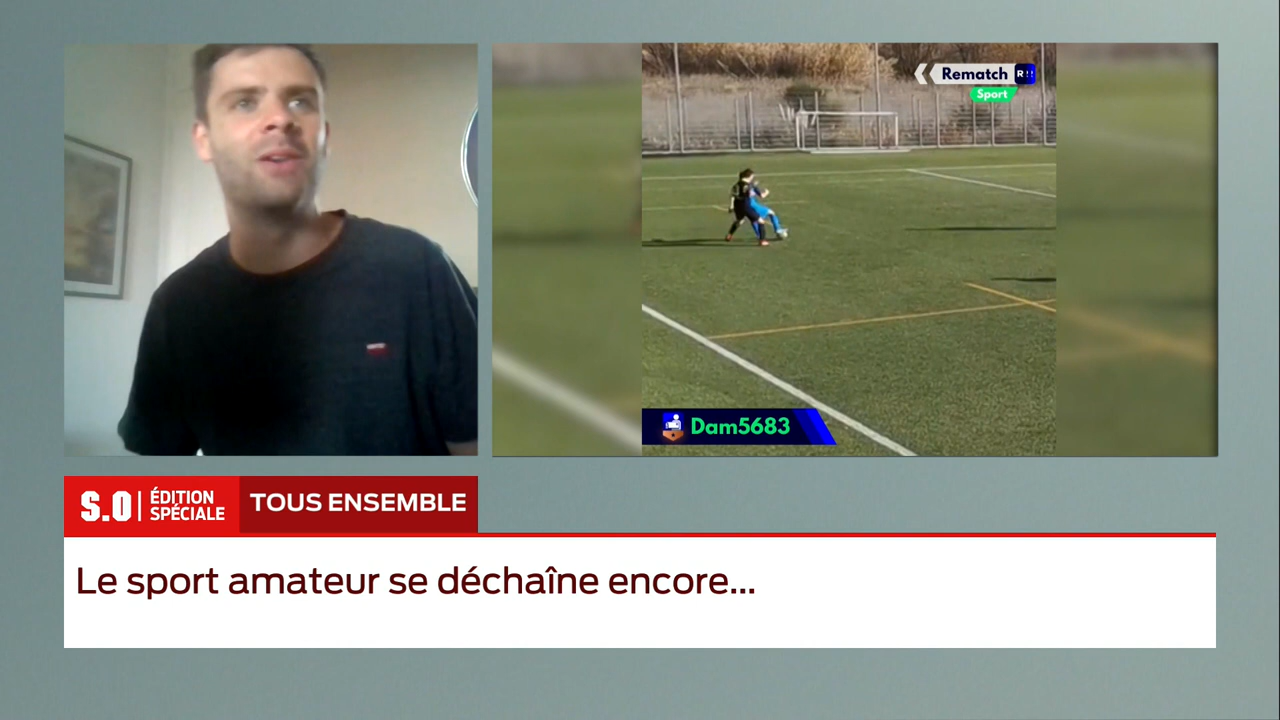 Rematch R!!
Sport
Dam5683
S.O ÉDITION SPÉCIALE
TOUS ENSEMBLE
Le sport amateur se déchaîne encore...